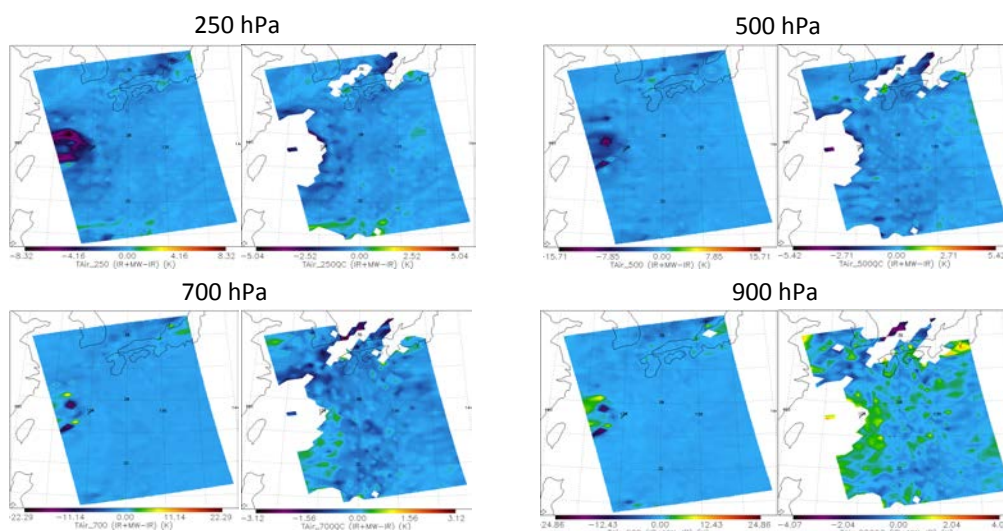 250 hPa
500 hPa
−8.32 −4.16 0.00 4.16 8.32
TAir_250 (IR+MW−IR) (K)
−5.04 −2.52 0.00 2.52 5.04
TAir_250QC (IR+MW−IR) (K)
−15.71 −7.85 0.00 7.85 15.71
TAir_500 (IR+MW−IR) (K)
−5.42 −2.71 0.00 2.71 5.42
TAir_500QC (IR+MW−IR) (K)
700 hPa
900 hPa
−22.29 −11.14 0.00 11.14 22.29
TAir_700 (IR+MW−IR) (K)
−3.12 −1.56 0.00 1.56 3.12
TAir_700QC (IR+MW−IR) (K)
24.86 −12.43 0.00 12.43 24.86
−4.07 −2.04 0.00 2.04 4.